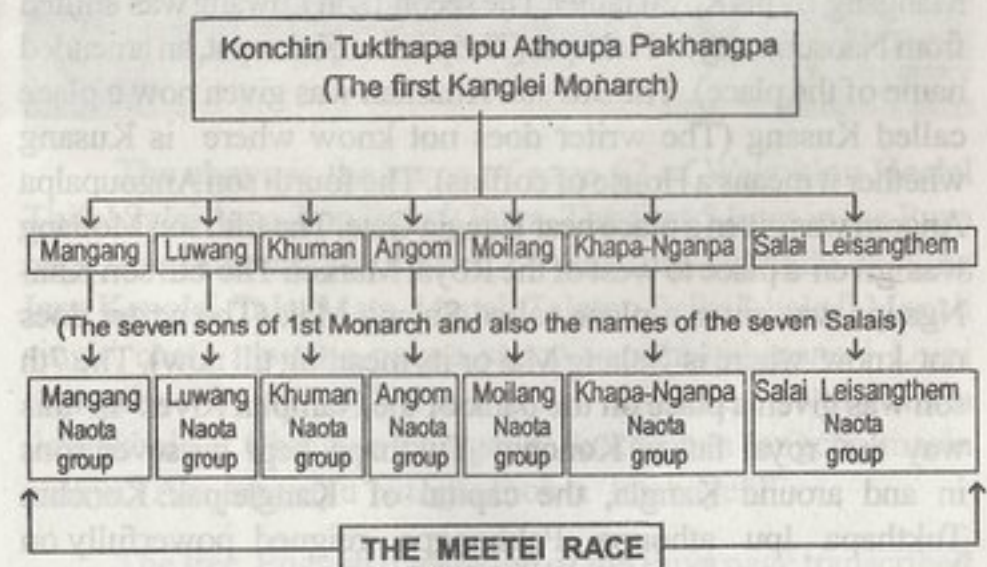 Konchin Tukthapa Ipu Athoupa Pakhangpa
(The first Kanglei Monarch)
Mangang Luwang Khuman Angom Moilang Khapa-Nganpa Salai Leisangthem
(The seven sons of 1st Monarch and also the names of the seven Salais)
Mangang Naota group
Luwang Naota group
Khuman Naota group
Angom Naota group
Moilang Naota group
Khapa-Nganpa Naota group
Salai Leisangthem Naota group
THE MEETEI RACE